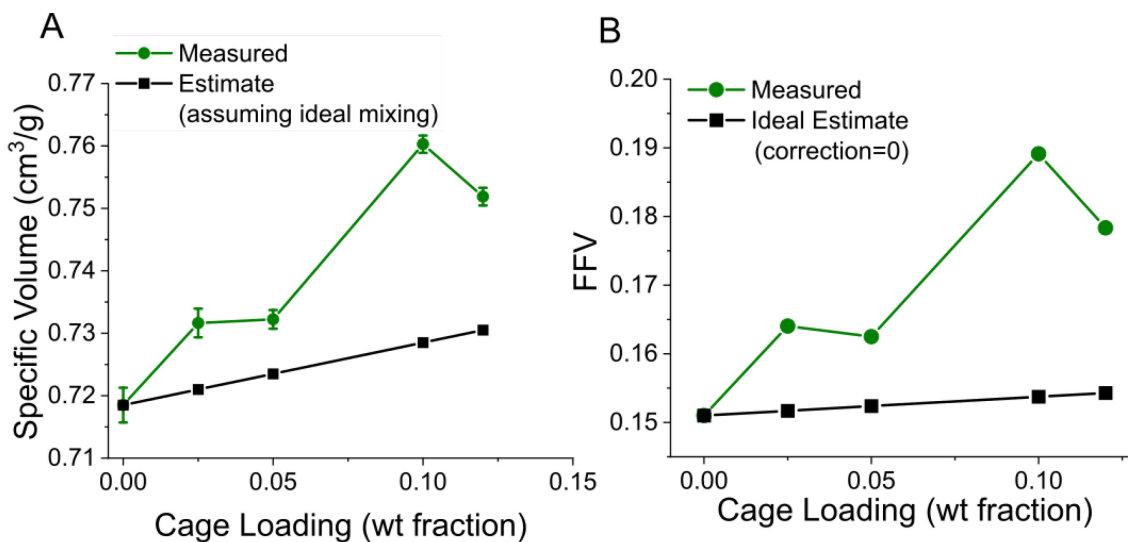 A
Measured
Estimate
(assuming ideal mixing)
0.77
0.76
0.75
0.74
0.73
0.72
0.71
Specific Volume (cm³/g)
0.00
0.05
0.10
0.15
Cage Loading (wt fraction)
B
Measured
Ideal Estimate
(correction=0)
0.20
0.19
0.18
0.17
0.16
0.15
FFV
0.00
0.05
0.10
Cage Loading (wt fraction)